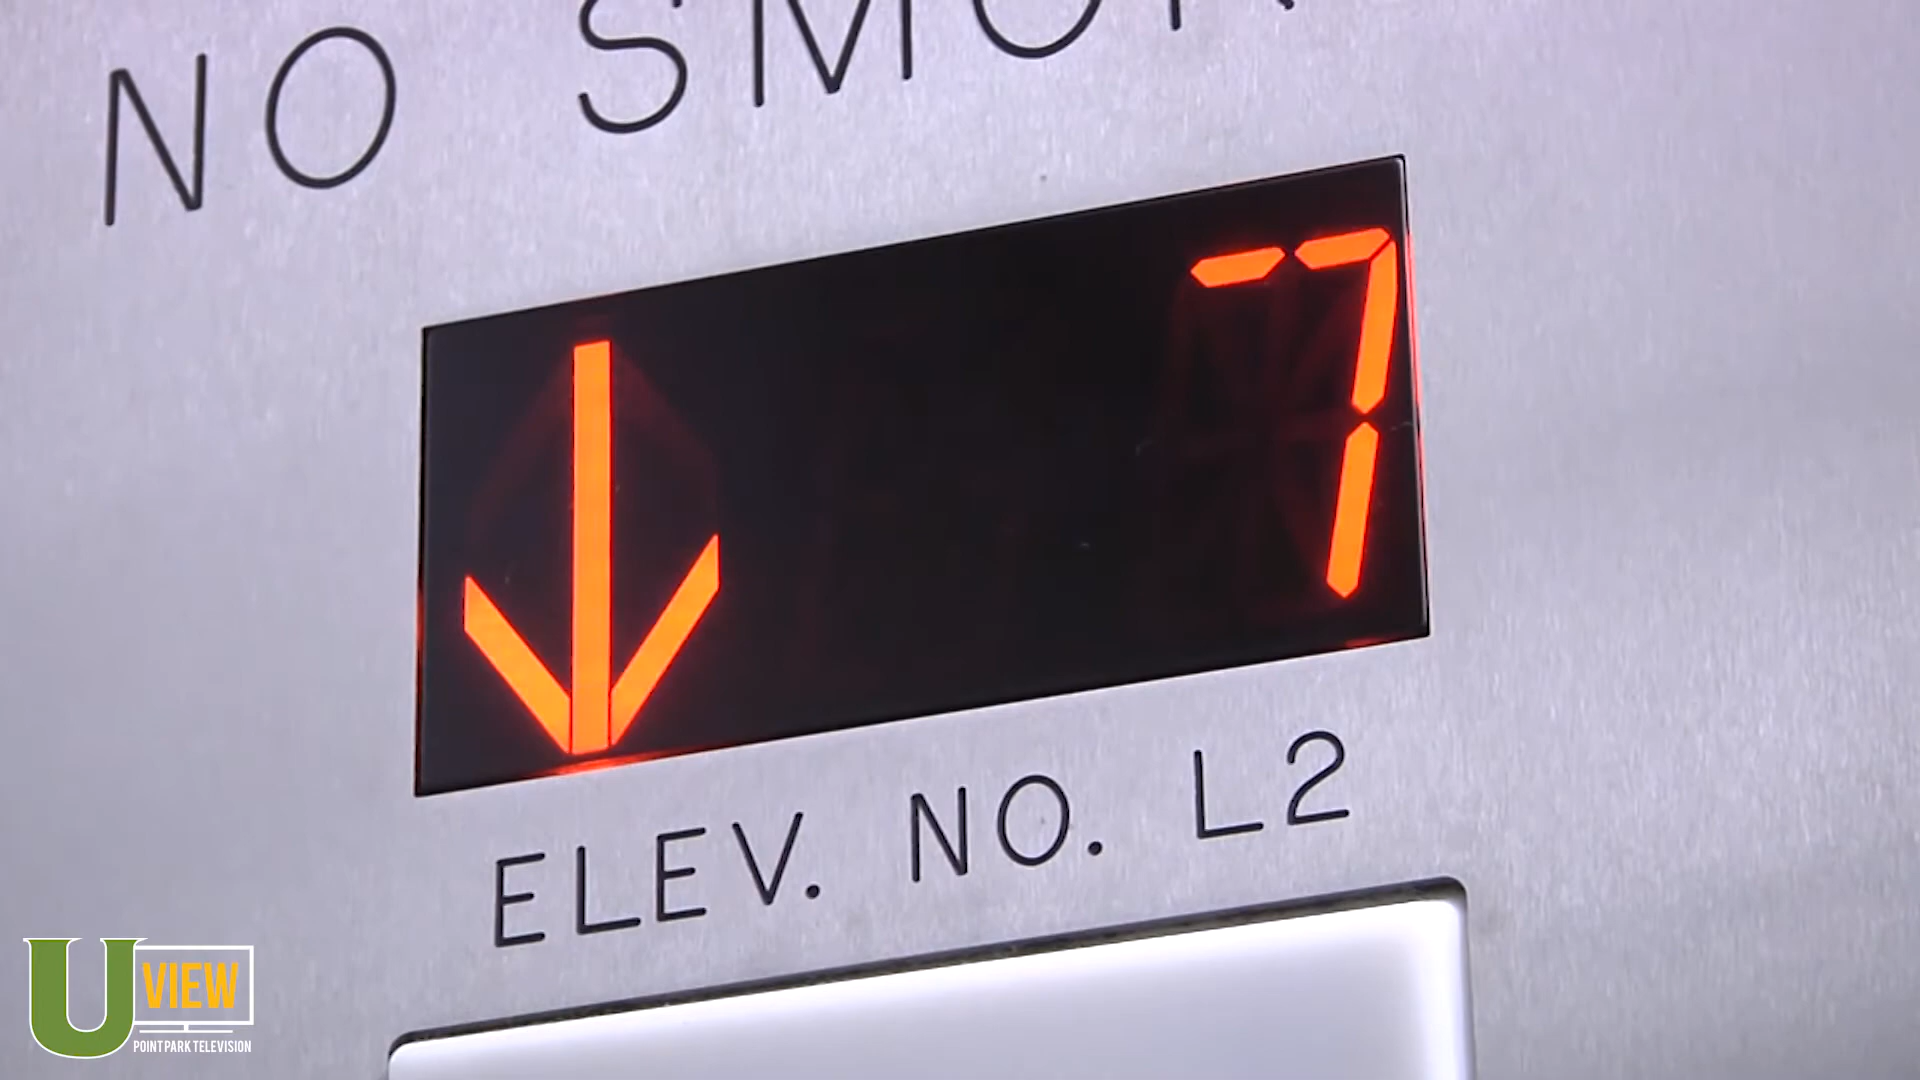 NO SMOK
7
ELEV. NO. L2
U VIEW
POINT PARK TELEVISION